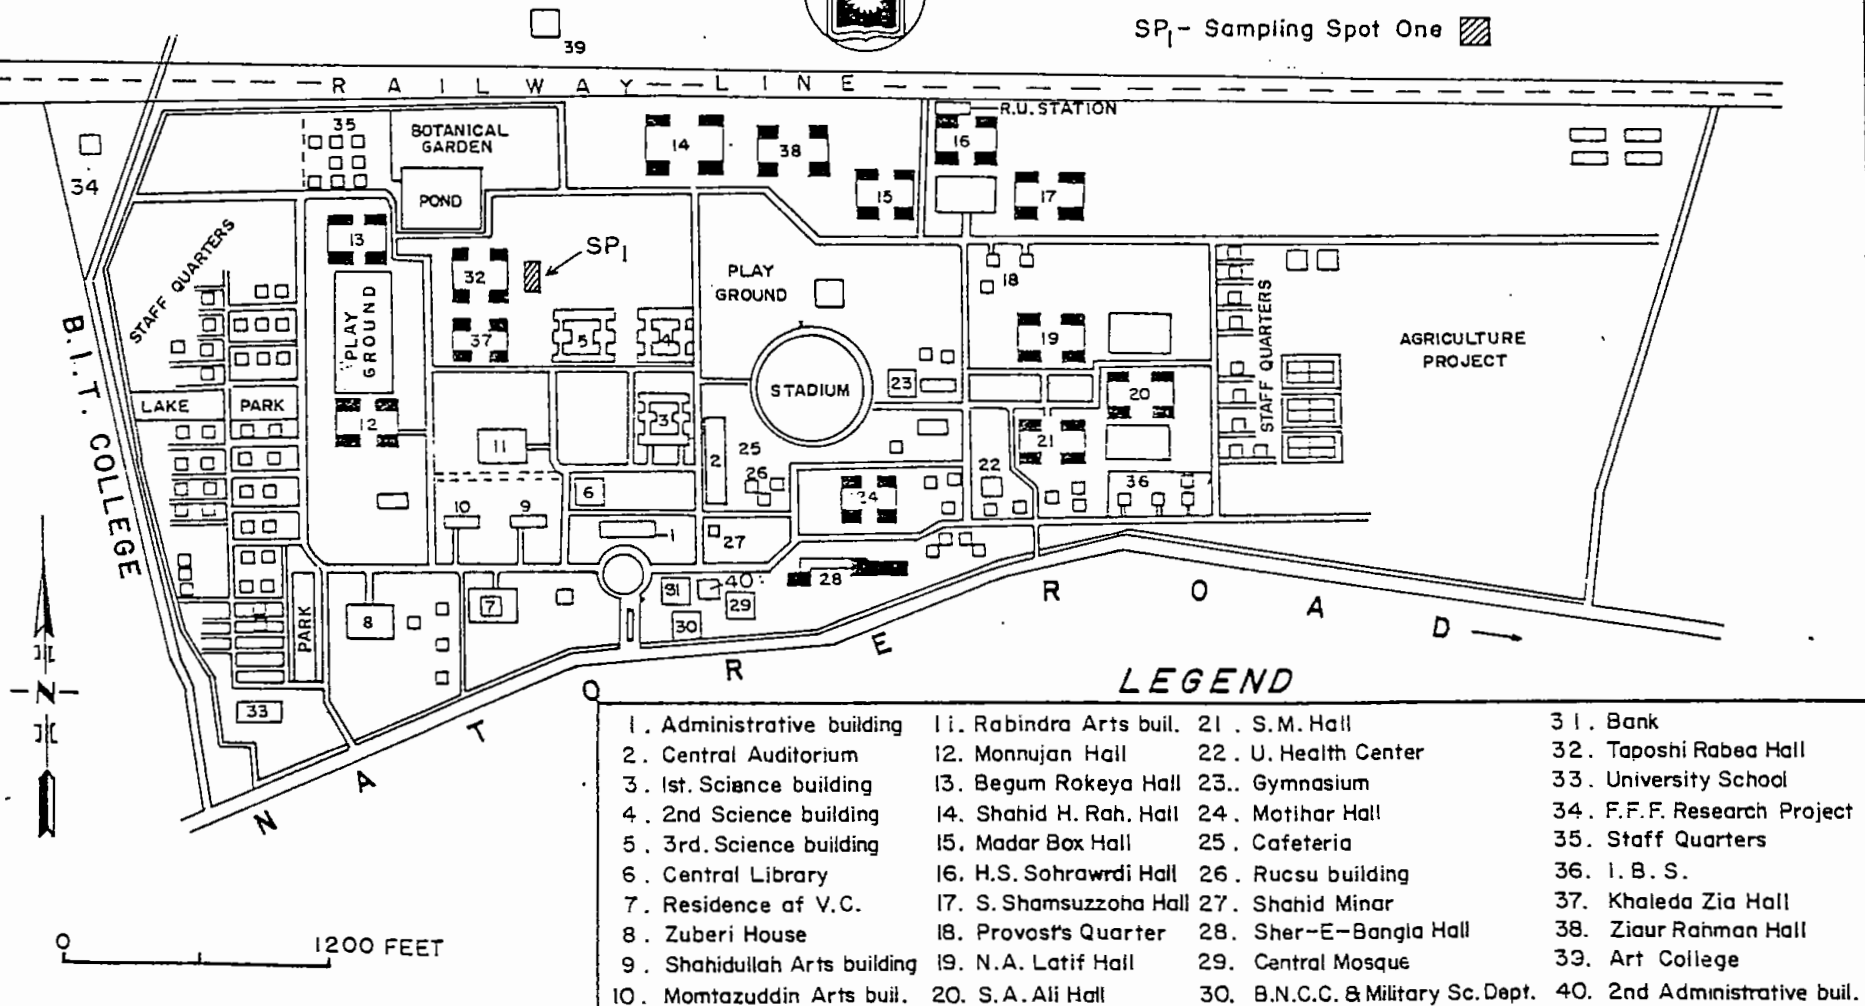 SP1- Sampling Spot One
39
RAILWAY LINE
R.U. STATION
35
BOTANICAL
GARDEN
14
38
16
34
POND
15
17
STAFF QUARTERS
13
SP1
32
PLAY
GROUND
18
STAFF QUARTERS
B.I.T. COLLEGE
PLAY
GROUND
37
5
4
19
AGRICULTURE
PROJECT
STADIUM
23
20
LAKE
PARK
12
3
11
2
25
21
26
22
36
6
24
10
9
1
27
31
40
28
29
8
7
30
PARK
N
33
NATORE ROAD
0 1200 FEET
LEGEND
1. Administrative building
2. Central Auditorium
3. 1st. Science building
4. 2nd Science building
5. 3rd. Science building
6. Central Library
7. Residence of V.C.
8. Zuberi House
9. Shahidullah Arts building
10. Momtazuddin Arts buil.
11. Rabindra Arts buil.
12. Monnujan Hall
13. Begum Rokeya Hall
14. Shahid H. Rah. Hall
15. Madar Box Hall
16. H.S. Sohrawrdi Hall
17. S. Shamsuzzoha Hall
18. Provost's Quarter
19. N.A. Latif Hall
20. S.A. Ali Hall
21. S.M. Hall
22. U. Health Center
23.. Gymnasium
24. Motihar Hall
25. Cafeteria
26. Rucsu building
27. Shahid Minar
28. Sher-E-Bangla Hall
29. Central Mosque
30. B.N.C.C. & Military Sc. Dept.
31. Bank
32. Taposhi Rabea Hall
33. University School
34. F.F.F. Research Project
35. Staff Quarters
36. I.B.S.
37. Khaleda Zia Hall
38. Ziaur Rahman Hall
39. Art College
40. 2nd Administrative buil.